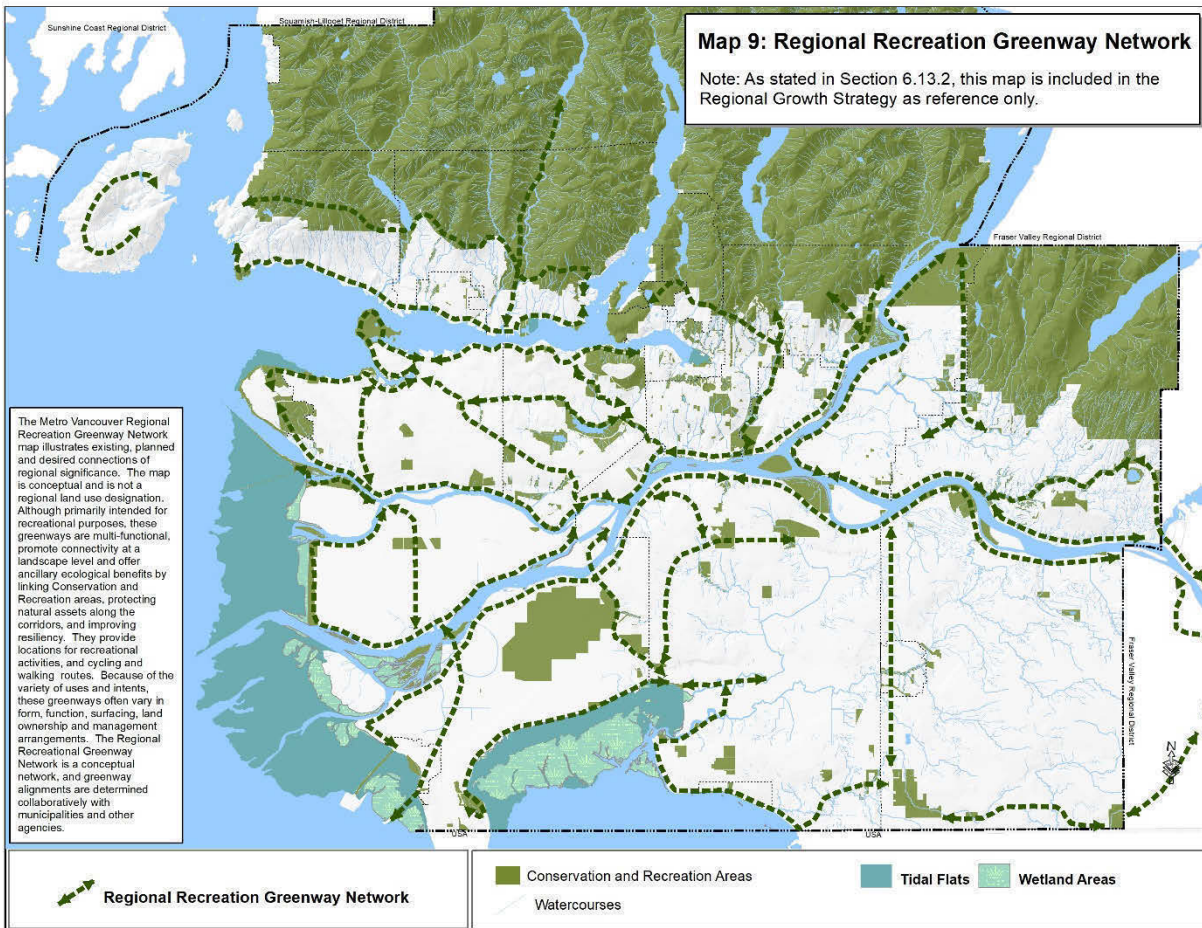 Sunshine Coast Regional District
Squamish-Lillooet Regional District
Map 9: Regional Recreation Greenway Network
Note: As stated in Section 6.13.2, this map is included in the
Regional Growth Strategy as reference only.
Fraser Valley Regional District
The Metro Vancouver Regional
Recreation Greenway Network
map illustrates existing, planned
and desired connections of
regional significance. The map
is conceptual and is not a
regional land use designation.
Although primarily intended for
recreational purposes, these
greenways are multi-functional,
promote connectivity at a
landscape level and offer
ancillary ecological benefits by
linking Conservation and
Recreation areas, protecting
natural assets along the
corridors, and improving
resiliency. They provide
locations for recreational
activities, and cycling and
walking routes. Because of the
variety of uses and intents,
these greenways often vary in
form, function, surfacing, land
ownership and management
arrangements. The Regional
Recreational Greenway
Network is a conceptual
network, and greenway
alignments are determined
collaboratively with
municipalities and other
agencies.
Fraser Valley Regional District
N
USA
USA
Regional Recreation Greenway Network
Conservation and Recreation Areas
Watercourses
Tidal Flats
Wetland Areas